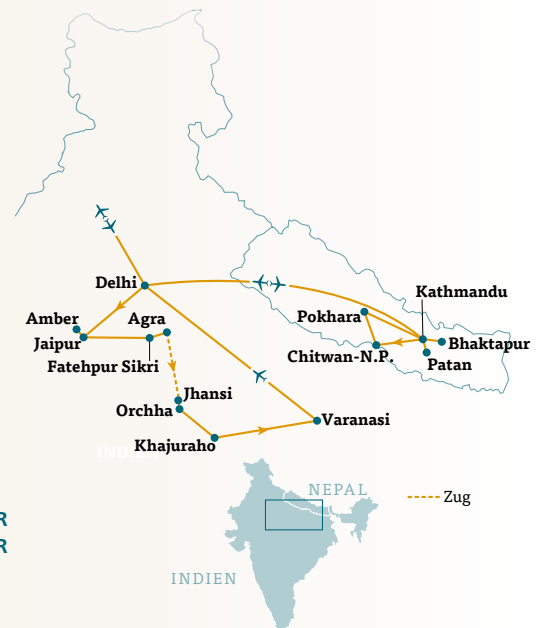 Kathmandu
Delhi
Pokhara
Amber
Agra
Jaipur
Bhaktapur
Chitwan-N.P.
Patan
Fatehpur Sikri
Jhansi
Orchha
Varanasi
Khajuraho
NEPAL
Zug
R
R
INDIEN